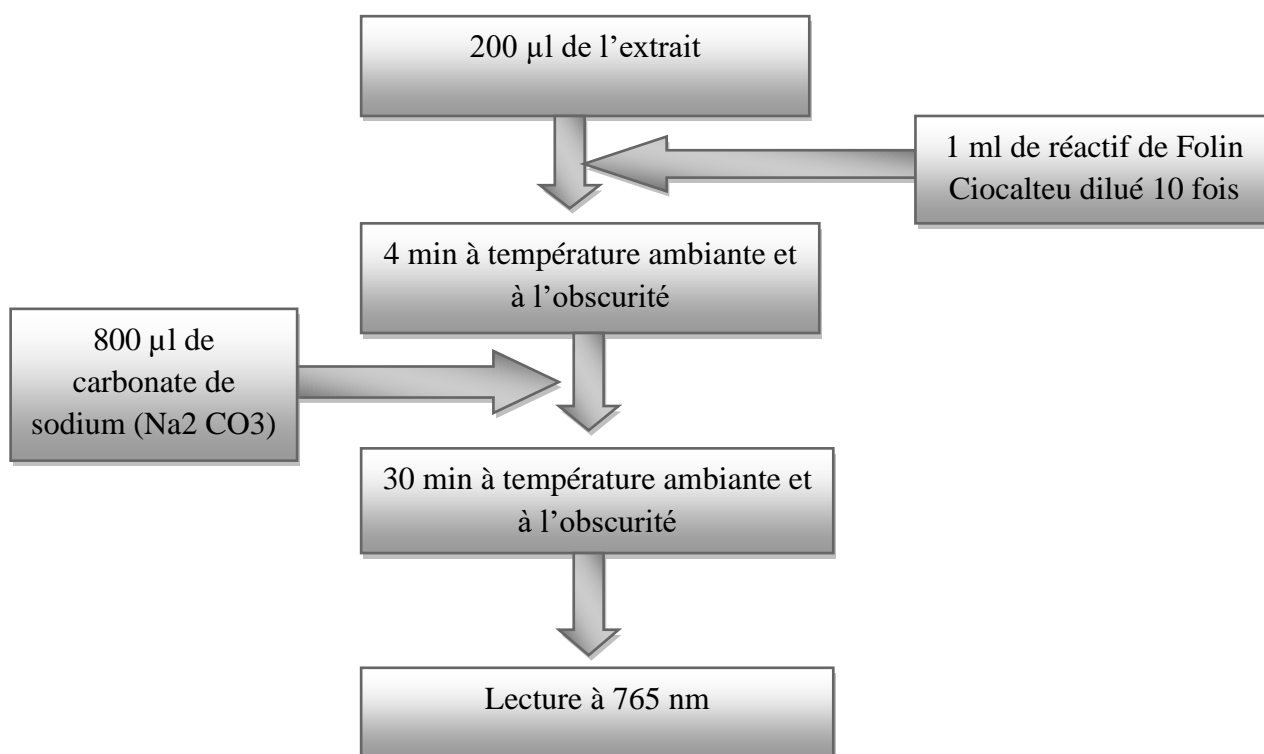 200 µl de l’extrait
1 ml de réactif de Folin
Ciocalteu dilué 10 fois
4 min à température ambiante et
à l’obscurité
800 µl de
carbonate de
sodium (Na2 CO3)
30 min à température ambiante et
à l’obscurité
Lecture à 765 nm